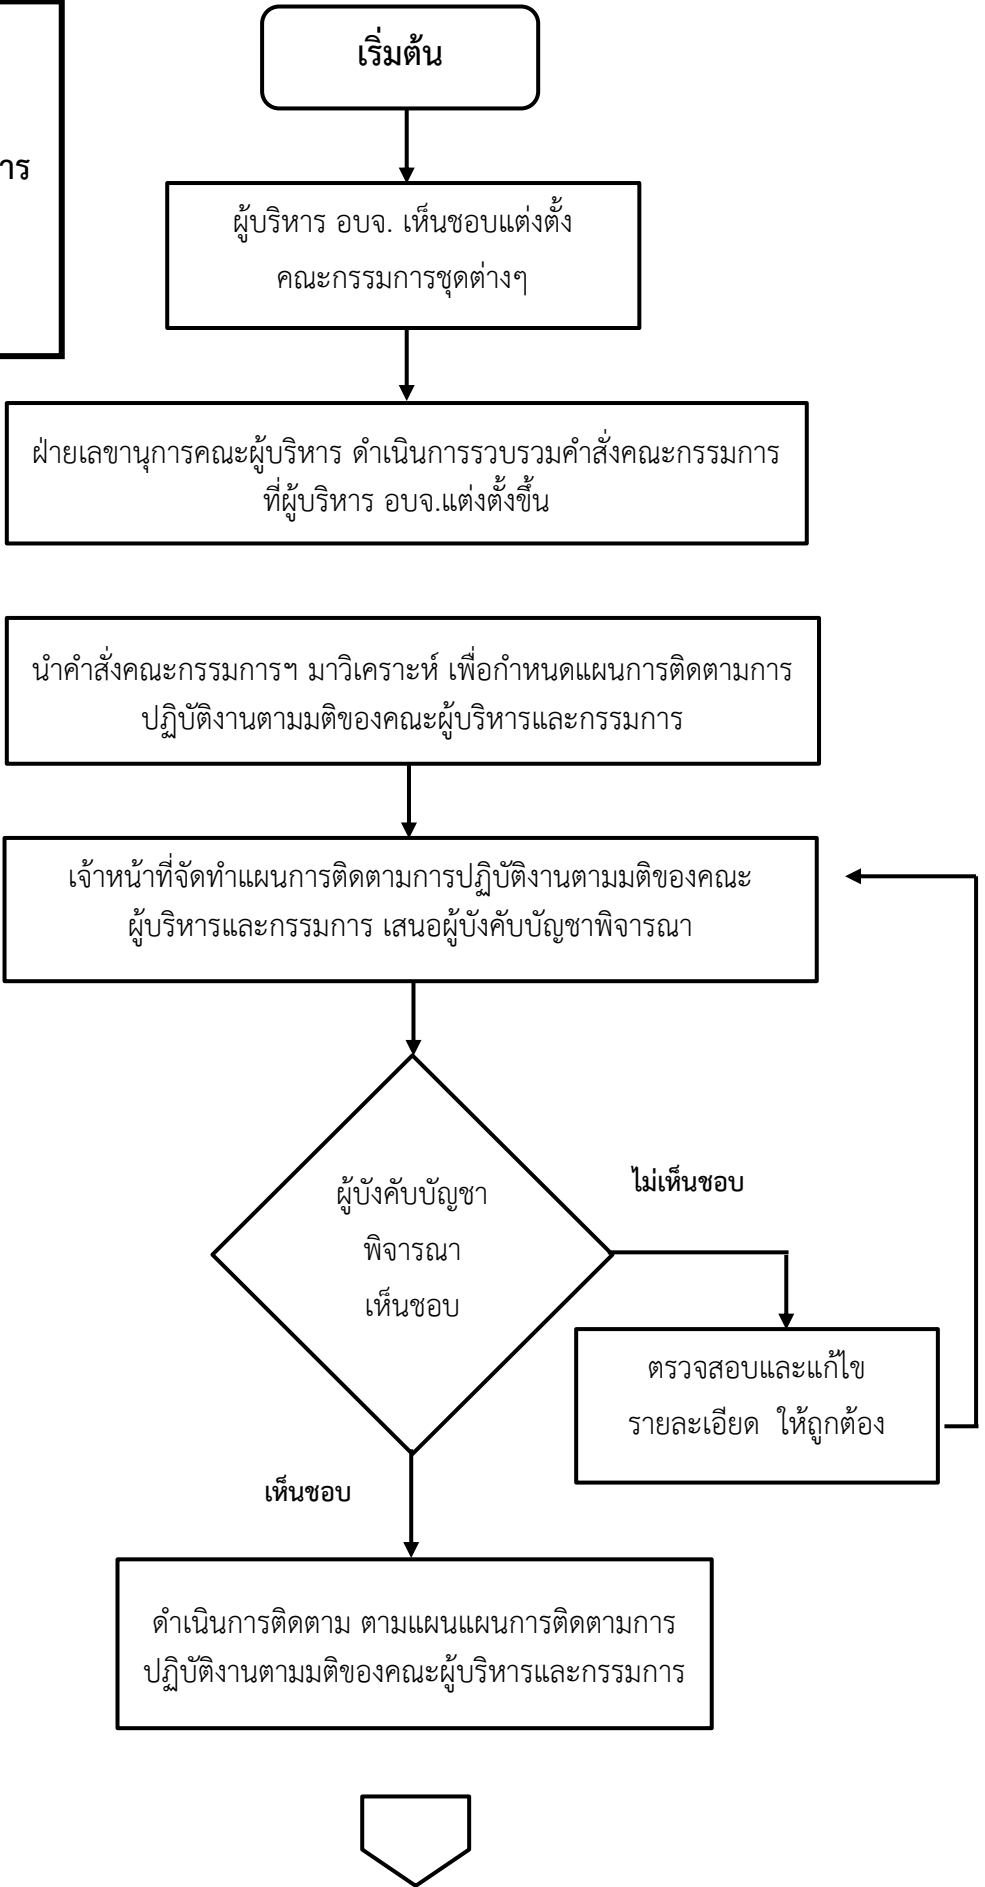 เริ่มต้น
ผู้บริหาร อบจ. เห็นชอบแต่งตั้ง
คณะกรรมการชุดต่างๆ
ฝ่ายเลขานุการคณะผู้บริหาร ดำเนินการรวบรวมคำสั่งคณะกรรมการ
ที่ผู้บริหาร อบจ.แต่งตั้งขึ้น
นำคำสั่งคณะกรรมการฯ มาวิเคราะห์ เพื่อกำหนดแผนการติดตามการ
ปฏิบัติงานตามมติของคณะผู้บริหารและกรรมการ
เจ้าหน้าที่จัดทำแผนการติดตามการปฏิบัติงานตามมติของคณะ
ผู้บริหารและกรรมการ เสนอผู้บังคับบัญชาพิจารณา
ผู้บังคับบัญชา
พิจารณา
เห็นชอบ
ไม่เห็นชอบ
ตรวจสอบและแก้ไข
รายละเอียด ให้ถูกต้อง
เห็นชอบ
ดำเนินการติดตาม ตามแผนแผนการติดตามการ
ปฏิบัติงานตามมติของคณะผู้บริหารและกรรมการ